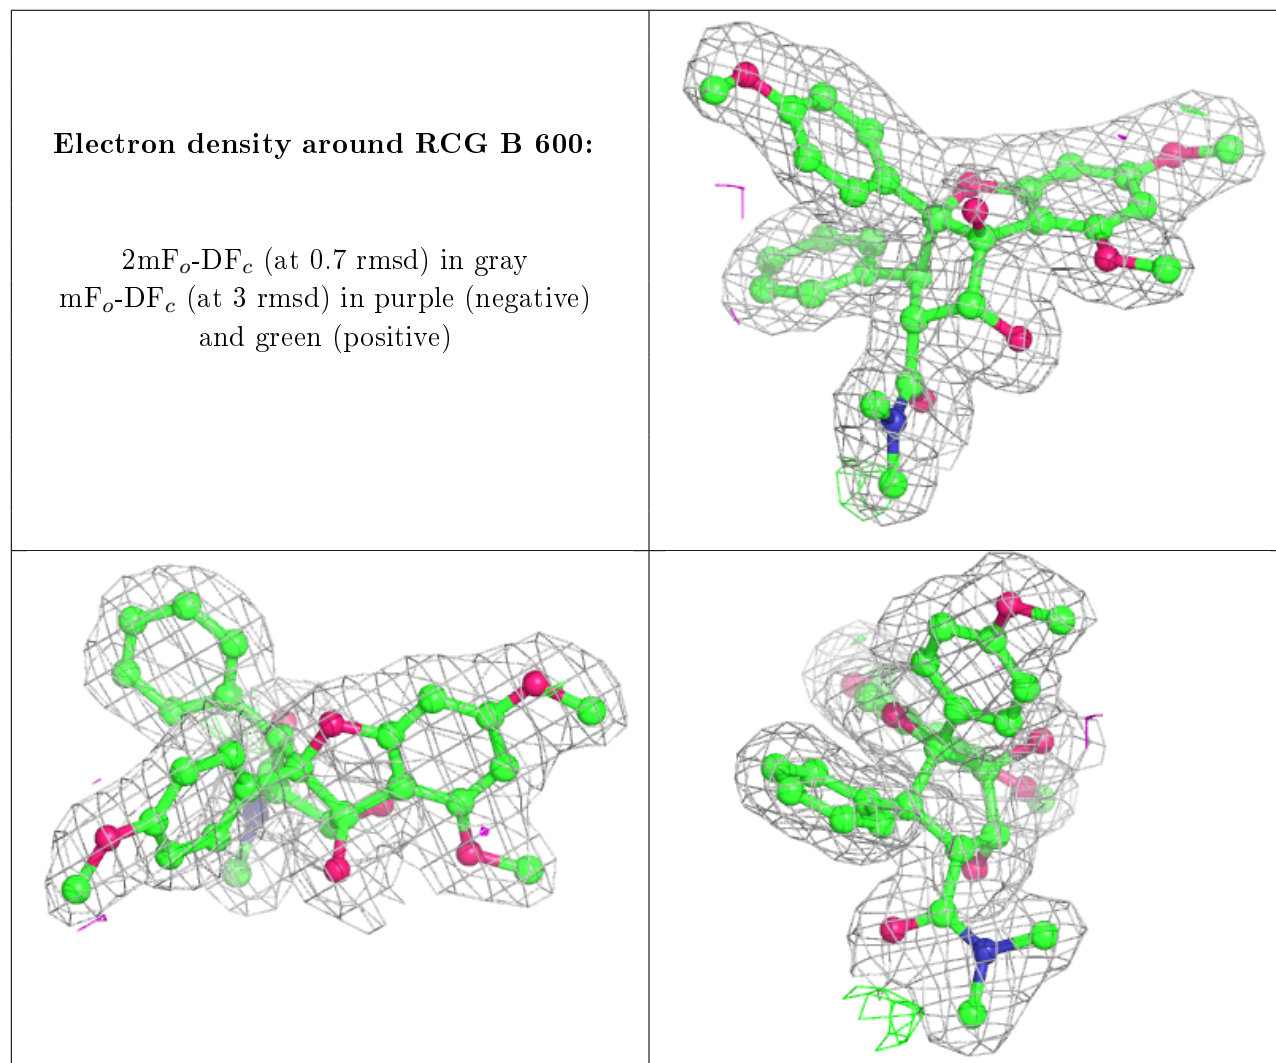 Electron density around RCG B 600:
2mFo-DFc (at 0.7 rmsd) in gray
mFo-DFc (at 3 rmsd) in purple (negative)
and green (positive)